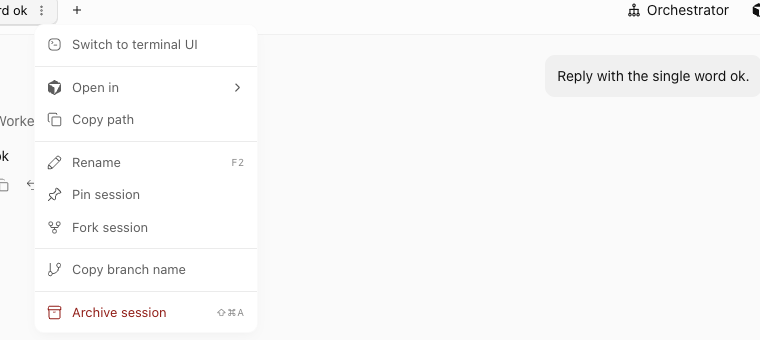 rd ok
Orchestrator
Switch to terminal UI
Reply with the single word ok.
Open in
Copy path
Worke
ok
Rename F2
Pin session
Fork session
Copy branch name
Archive session ⇧⌘A